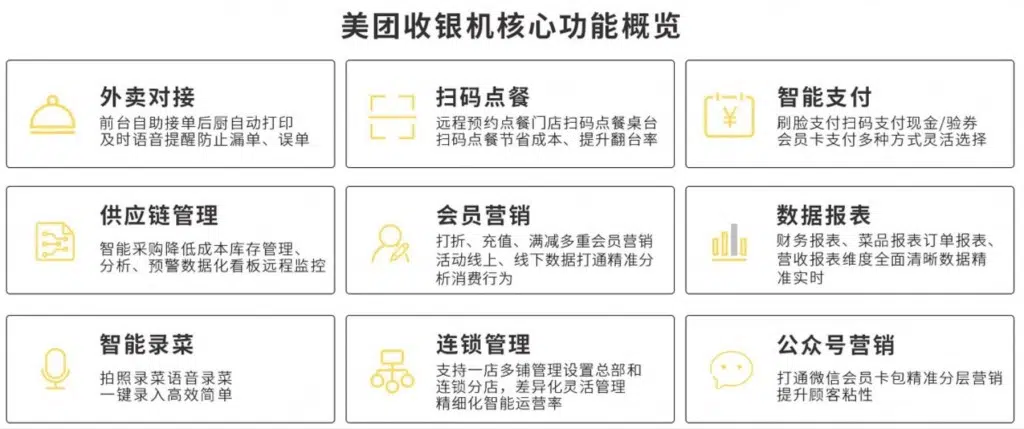 美团收银机核心功能概览
外卖对接
前台自助接单后厨自动打印
及时语音提醒防止漏单、误单
扫码点餐
远程预约点餐门店扫码点餐桌台
扫码点餐节省成本、提升翻台率
智能支付
刷脸支付扫码支付现金/验券
会员卡支付多种方式灵活选择
供应链管理
智能采购降低成本库存管理、
分析、预警数据化看板远程监控
会员营销
打折、充值、满减多重会员营销
活动线上、线下数据打通精准分
析消费行为
数据报表
财务报表、菜品报表订单报表、
营收报表维度全面清晰数据精
准实时
智能录菜
拍照录菜语音录菜
一键录入高效简单
连锁管理
支持一店多铺管理设置总部和
连锁分店，差异化灵活管理
精细化智能运营率
公众号营销
打通微信会员卡包精准分层营销
提升顾客粘性